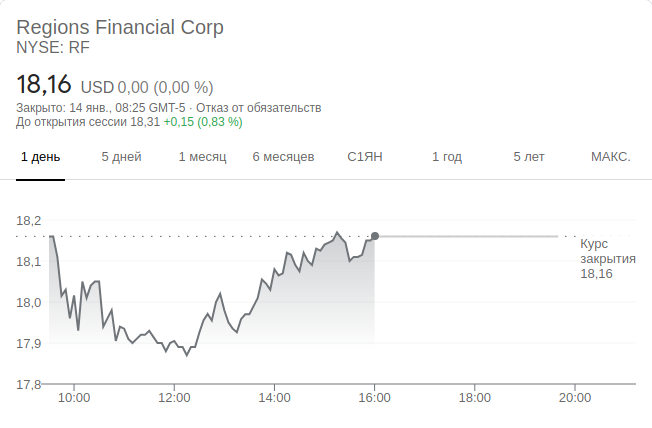 Regions Financial Corp
NYSE: RF
18,16 USD 0,00 (0,00 %)
Закрыто: 14 янв., 08:25 GMT-5 · Отказ от обязательств
До открытия сессии 18,31 +0,15 (0,83 %)
1 день 5 дней 1 месяц 6 месяцев С1ЯН 1 год 5 лет МАКС.
18,2
Курс
закрытия
18,16
18,1
18,0
17,9
17,8
10:00 12:00 14:00 16:00 18:00 20:00